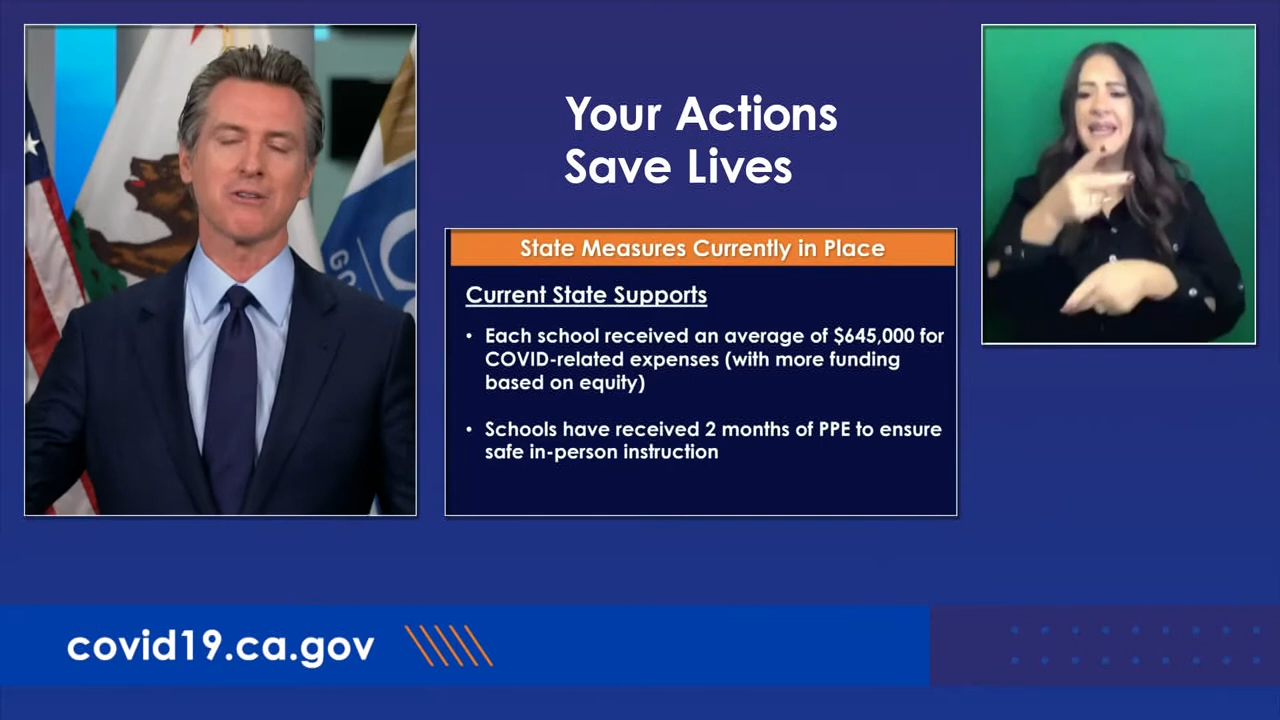 Your Actions
Save Lives
State Measures Currently in Place
Current State Supports
• Each school received an average of $645,000 for
COVID-related expenses (with more funding
based on equity)
• Schools have received 2 months of PPE to ensure
safe in-person instruction
covid19.ca.gov